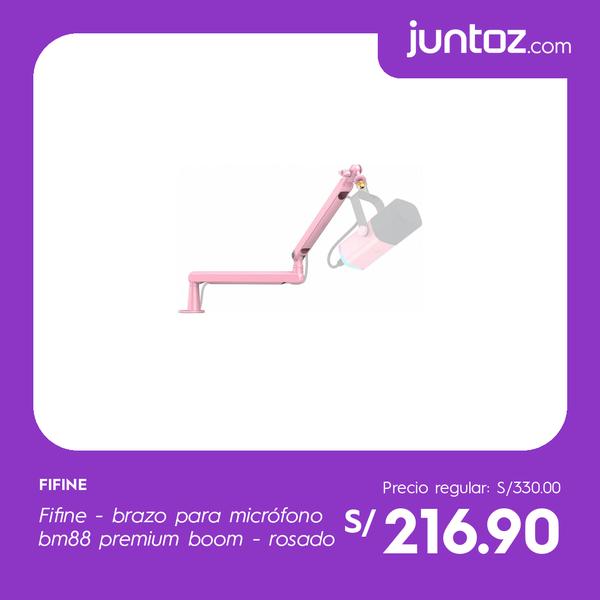 juntoz.com
FIFINE
Fifine - brazo para micrófono
bm88 premium boom - rosado
Precio regular: S/330.00
S/216.90